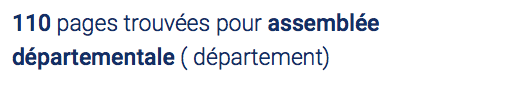 110 pages trouvées pour assemblée
départementale ( département)